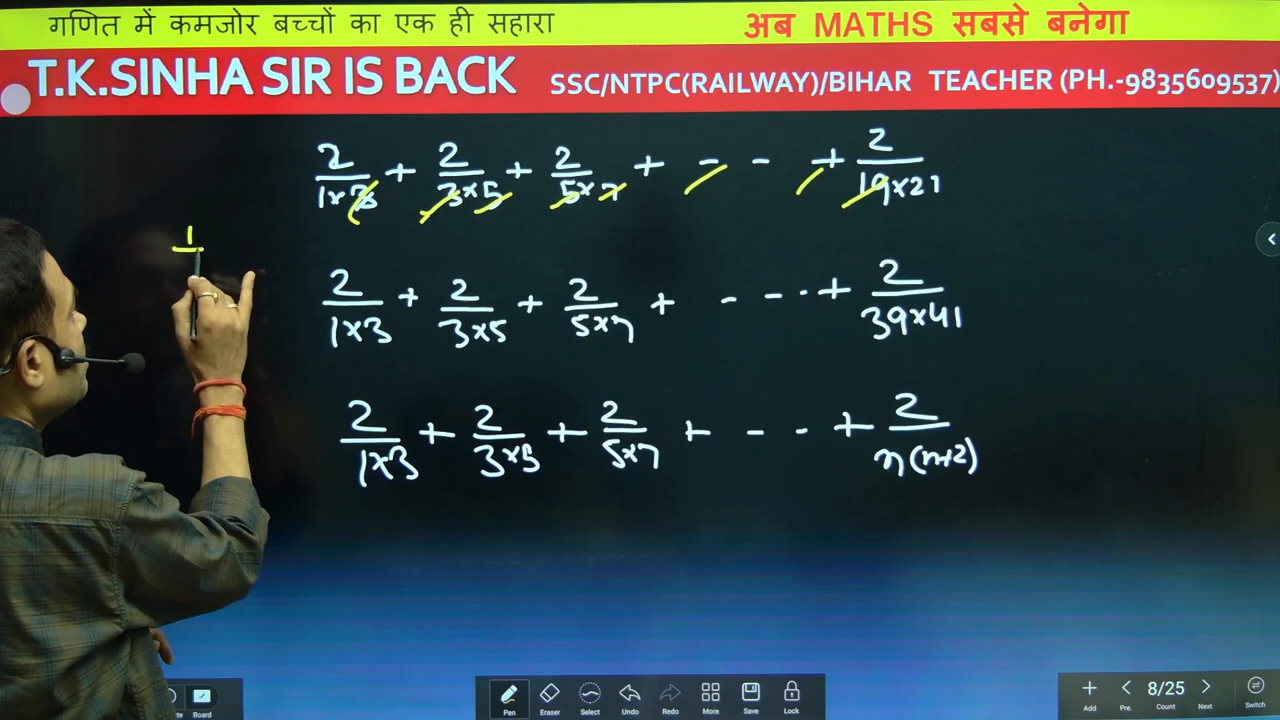 गणित में कमजोर बच्चों का एक ही सहारा अब MATHS सबसे बनेगा
T.K.SINHA SIR IS BACK SSC/NTPC(RAILWAY)/BIHAR TEACHER (PH.-9835609537)
2/1×3 + 2/3×5 + 2/5×7 + - - + 2/19×21
1
2/1×3 + 2/3×5 + 2/5×7 + - - · + 2/39×41
2/1×3 + 2/3×5 + 2/5×7 + - - + 2/n(n+2)
Board Pen Eraser Select Undo Redo More Save Lock Add Pre. 8/25 Count Next Switch